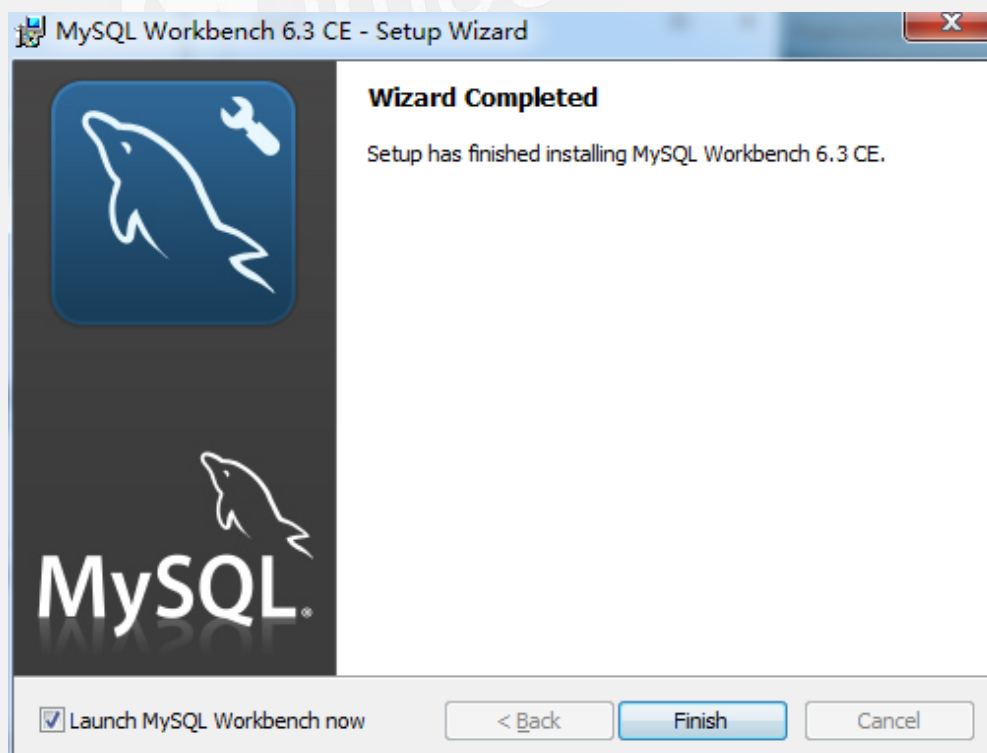 MySQL Workbench 6.3 CE - Setup Wizard
x
Wizard Completed
Setup has finished installing MySQL Workbench 6.3 CE.
MySQL®
Launch MySQL Workbench now
< Back
Finish
Cancel